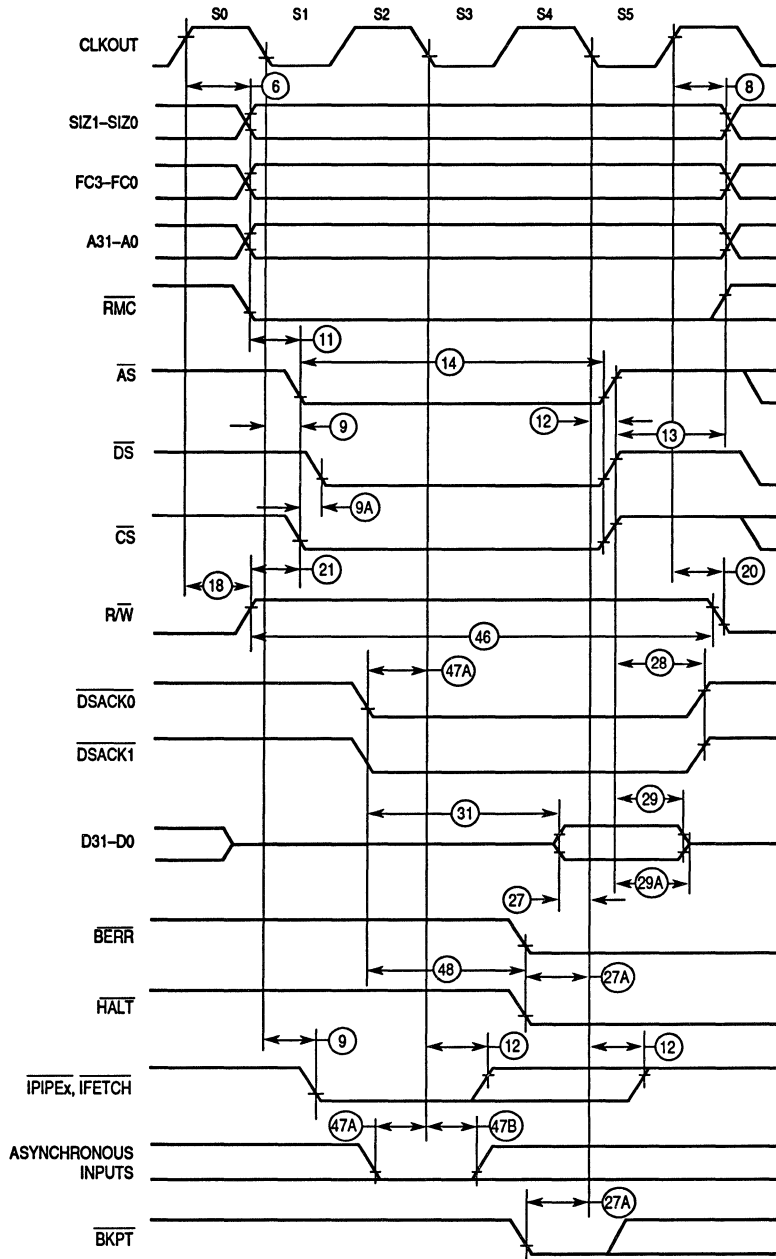 S0 S1 S2 S3 S4 S5
CLKOUT
6 8
SIZ1–SIZ0
FC3–FC0
A31–A0
RMC
11
14
AS
9 12 13
DS
9A
CS
18 21 20
R/W
46
47A 28
DSACK0
DSACK1
31 29
D31–D0
29A
27
BERR
48 27A
HALT
9 12 12
IPIPEx, IFETCH
47A 47B
ASYNCHRONOUS
INPUTS
27A
BKPT